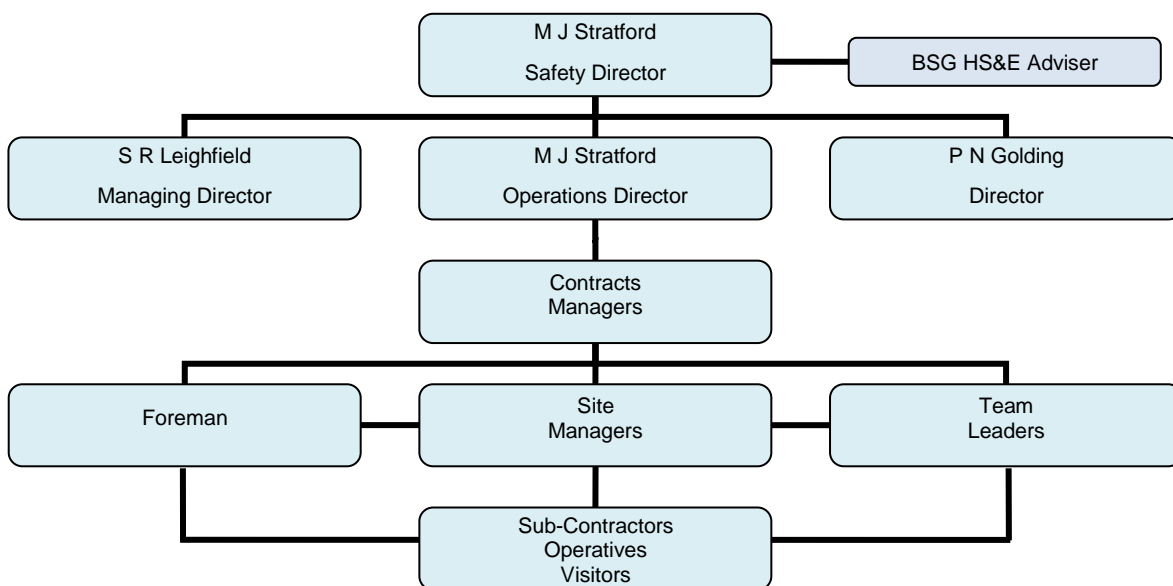 M J Stratford
Safety Director
BSG HS&E Adviser
S R Leighfield
Managing Director
M J Stratford
Operations Director
P N Golding
Director
Contracts
Managers
Foreman
Site
Managers
Team
Leaders
Sub-Contractors
Operatives
Visitors